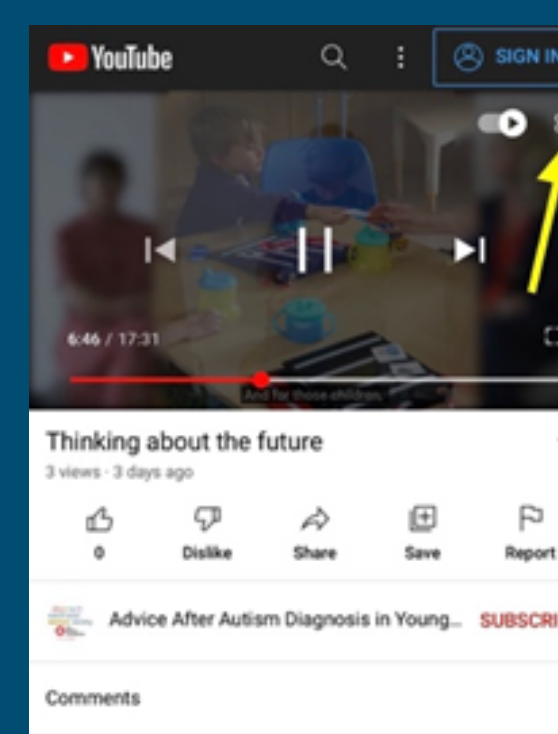 YouTube SIGN IN
6:46 / 17:31
And for those children,
Thinking about the future
3 views · 3 days ago
0 Dislike Share Save Report
Advice After Autism Diagnosis in Young... SUBSCRI
Comments